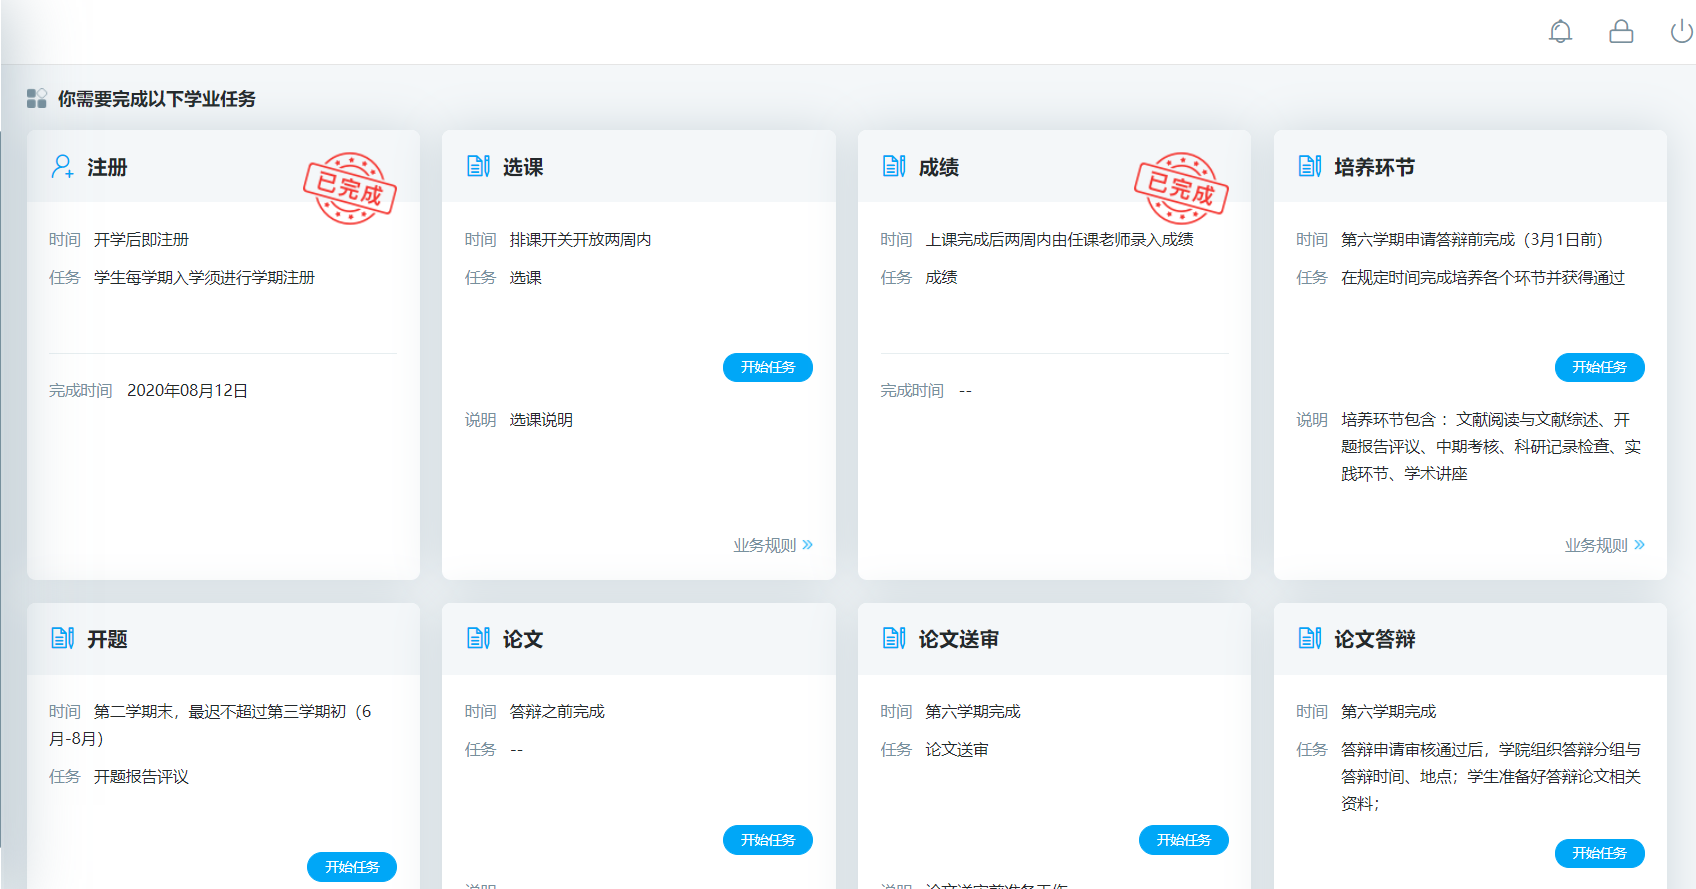 你需要完成以下学业任务
注册
已完成
时间 开学后即注册
任务 学生每学期入学须进行学期注册
完成时间 2020年08月12日
选课
时间 排课开关开放两周内
任务 选课
开始任务
说明 选课说明
业务规则
成绩
已完成
时间 上课完成后两周内由任课老师录入成绩
任务 成绩
完成时间 --
培养环节
时间 第六学期申请答辩前完成（3月1日前）
任务 在规定时间完成培养各个环节并获得通过
开始任务
说明 培养环节包含 ：文献阅读与文献综述、开
题报告评议、中期考核、科研记录检查、实
践环节、学术讲座
业务规则
开题
时间 第二学期末，最迟不超过第三学期初（6
月-8月）
任务 开题报告评议
开始任务
论文
时间 答辩之前完成
任务 --
开始任务
说明
论文送审
时间 第六学期完成
任务 论文送审
开始任务
说明 论文送审前准备工作
论文答辩
时间 第六学期完成
任务 答辩申请审核通过后，学院组织答辩分组与
答辩时间、地点；学生准备好答辩论文相关
资料；
开始任务